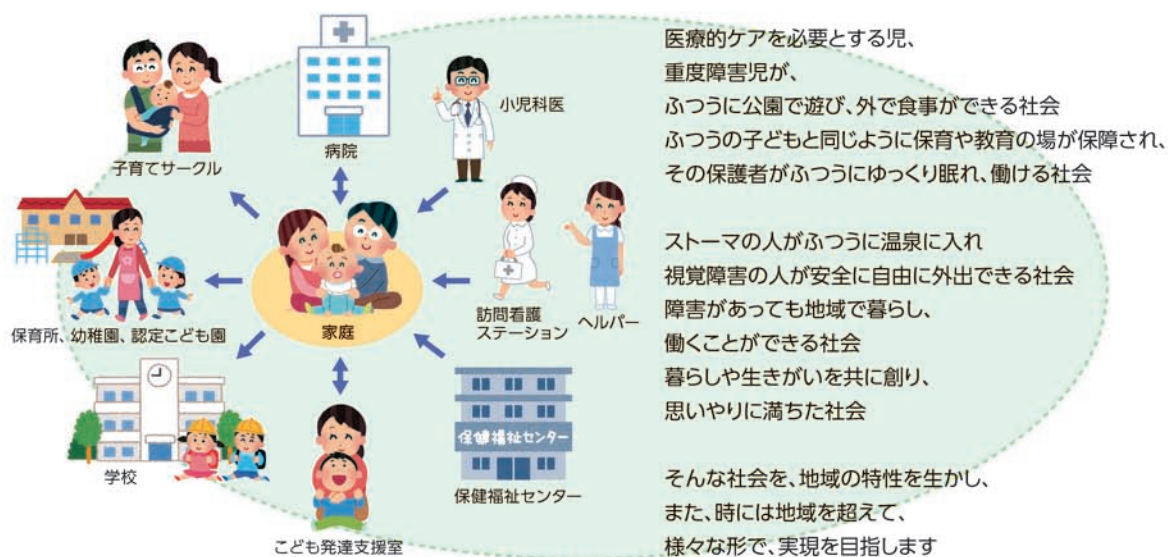 子育てサークル
病院
小児科医
保育所、幼稚園、認定こども園
家庭
訪問看護
ステーション
ヘルパー
学校
こども発達支援室
保健福祉センター
保健福祉センター
医療的ケアを必要とする児、
重度障害児が、
ふつうに公園で遊び、外で食事ができる社会
ふつうの子どもと同じように保育や教育の場が保障され、
その保護者がふつうにゆっくり眠れ、働ける社会
ストーマの人がふつうに温泉に入れ
視覚障害の人が安全に自由に外出できる社会
障害があっても地域で暮らし、
働くことができる社会
暮らしや生きがいを共に創り、
思いやりに満ちた社会
そんな社会を、地域の特性を生かし、
また、時には地域を超えて、
様々な形で、実現を目指します